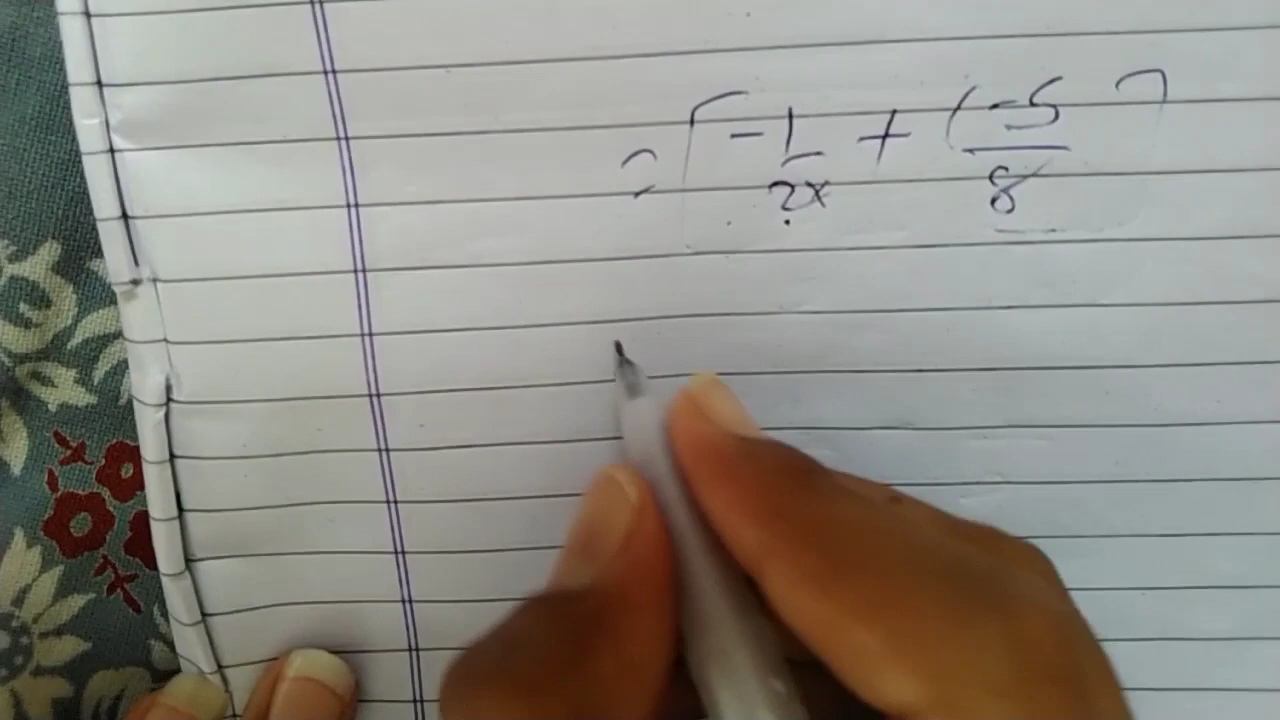 = [ -1/2x + (-5/8 ]